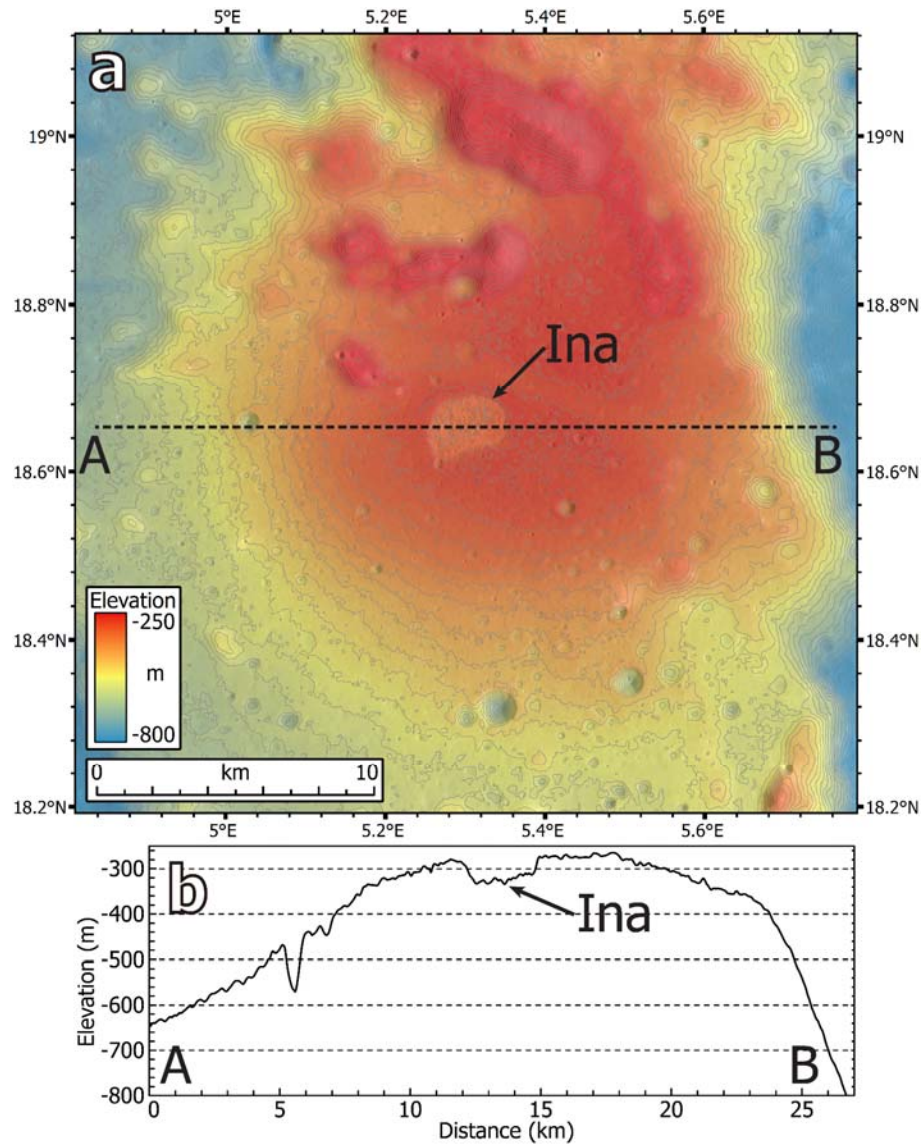 5°E 5.2°E 5.4°E 5.6°E
a
19°N 19°N
18.8°N 18.8°N
Ina
A B
18.6°N 18.6°N
Elevation
-250
m
-800
18.4°N 18.4°N
0 km 10
18.2°N 18.2°N
5°E 5.2°E 5.4°E 5.6°E
b
Ina
Elevation (m)
-300
-400
-500
-600
-700
-800
A B
0 5 10 15 20 25
Distance (km)